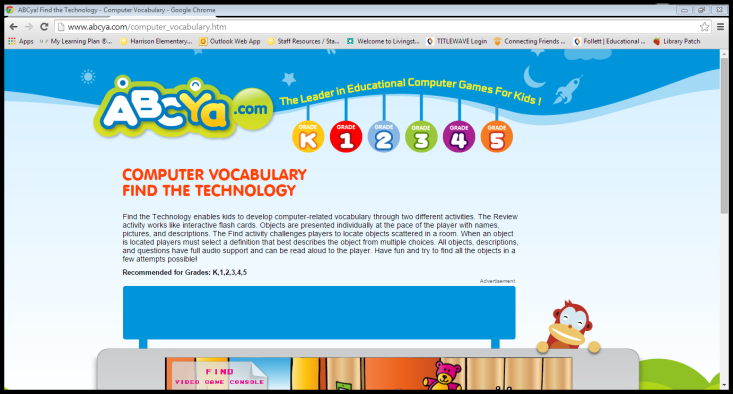 ABCya! Find the Technology - Computer Vocabulary - Google Chrome
www.abcya.com/computer_vocabulary.htm
Apps My Learning Plan ®... Harrison Elementary... Outlook Web App Staff Resources / Sta... Welcome to Livingst... TITLEWAVE Login Connecting Friends ... Follett | Educational ... Library Patch
ABCYa.com
The Leader in Educational Computer Games For Kids !
GRADE K GRADE 1 GRADE 2 GRADE 3 GRADE 4 GRADE 5
COMPUTER VOCABULARY
FIND THE TECHNOLOGY
Find the Technology enables kids to develop computer-related vocabulary through two different activities. The Review
activity works like interactive flash cards. Objects are presented individually at the pace of the player with names,
pictures, and descriptions. The Find activity challenges players to locate objects scattered in a room. When an object
is located players must select a definition that best describes the object from multiple choices. All objects, descriptions,
and questions have full audio support and can be read aloud to the player. Have fun and try to find all the objects in a
few attempts possible!
Recommended for Grades: K,1,2,3,4,5
Advertisement
FIND
VIDEO GAME CONSOLE